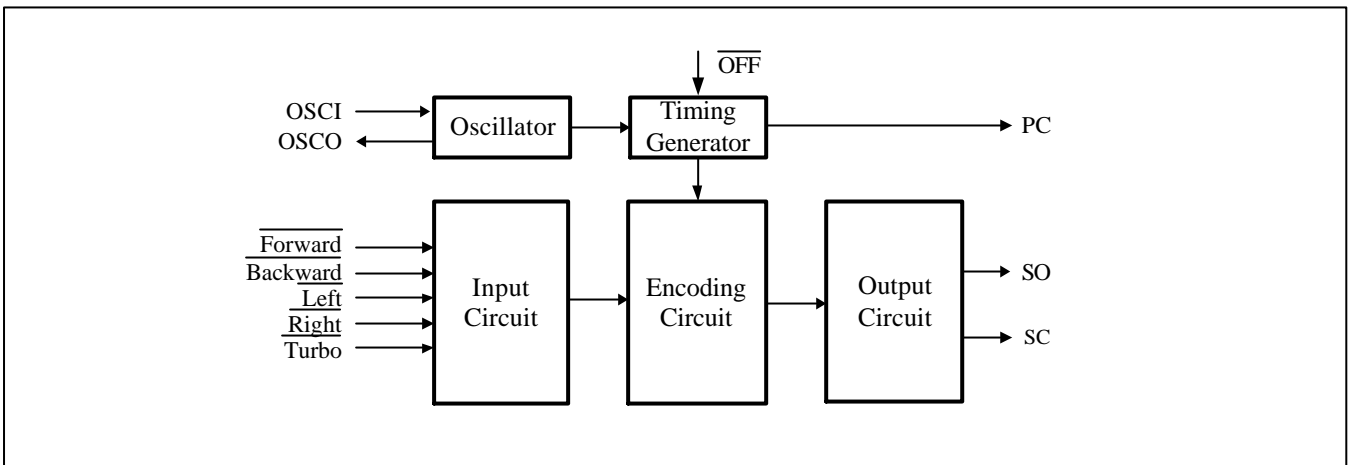 OFF
OSCI
OSCO
Oscillator
Timing
Generator
PC
Forward
Backward
Left
Right
Turbo
Input
Circuit
Encoding
Circuit
Output
Circuit
SO
SC